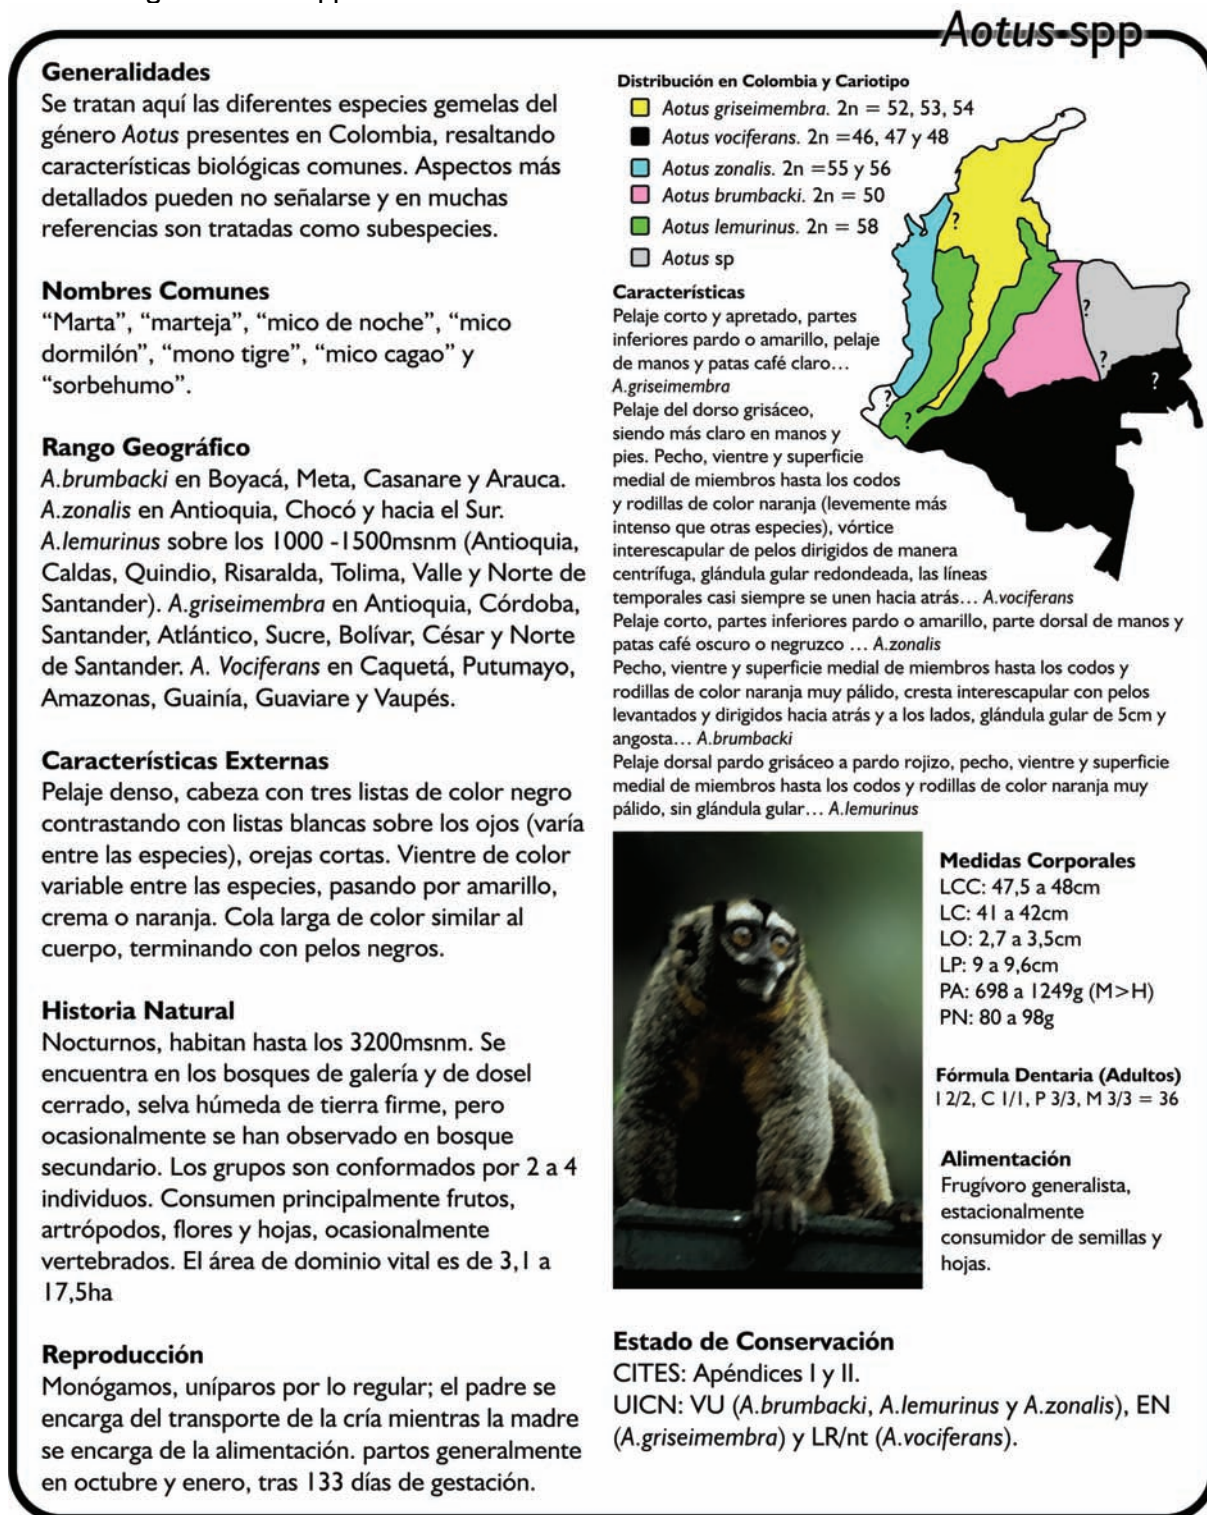 Aotus spp
Generalidades
Se tratan aquí las diferentes especies gemelas del
género Aotus presentes en Colombia, resaltando
características biológicas comunes. Aspectos más
detallados pueden no señalarse y en muchas
referencias son tratadas como subespecies.
Nombres Comunes
“Marta”, “marteja”, “mico de noche”, “mico
dormilón”, “mono tigre”, “mico cagao” y
“sorbehumo”.
Rango Geográfico
A.brumbacki en Boyacá, Meta, Casanare y Arauca.
A.zonalis en Antioquia, Chocó y hacia el Sur.
A.lemurinus sobre los 1000 -1500msnm (Antioquia,
Caldas, Quindio, Risaralda, Tolima, Valle y Norte de
Santander). A.griseimembra en Antioquia, Córdoba,
Santander, Atlántico, Sucre, Bolívar, César y Norte
de Santander. A. Vociferans en Caquetá, Putumayo,
Amazonas, Guainía, Guaviare y Vaupés.
Características Externas
Pelaje denso, cabeza con tres listas de color negro
contrastando con listas blancas sobre los ojos (varía
entre las especies), orejas cortas. Vientre de color
variable entre las especies, pasando por amarillo,
crema o naranja. Cola larga de color similar al
cuerpo, terminando con pelos negros.
Historia Natural
Nocturnos, habitan hasta los 3200msnm. Se
encuentra en los bosques de galería y de dosel
cerrado, selva húmeda de tierra firme, pero
ocasionalmente se han observado en bosque
secundario. Los grupos son conformados por 2 a 4
individuos. Consumen principalmente frutos,
artrópodos, flores y hojas, ocasionalmente
vertebrados. El área de dominio vital es de 3,1 a
17,5ha
Reproducción
Monógamos, uníparos por lo regular; el padre se
encarga del transporte de la cría mientras la madre
se encarga de la alimentación. partos generalmente
en octubre y enero, tras 133 días de gestación.
Distribución en Colombia y Cariotipo
Aotus griseimembra. 2n = 52, 53, 54
Aotus vociferans. 2n =46, 47 y 48
Aotus zonalis. 2n =55 y 56
Aotus brumbacki. 2n = 50
Aotus lemurinus. 2n = 58
Aotus sp
?
?
?
?
?
?
Características
Pelaje corto y apretado, partes
inferiores pardo o amarillo, pelaje
de manos y patas café claro…
A.griseimembra
Pelaje del dorso grisáceo,
siendo más claro en manos y
pies. Pecho, vientre y superficie
medial de miembros hasta los codos
y rodillas de color naranja (levemente más
intenso que otras especies), vórtice
interescapular de pelos dirigidos de manera
centrífuga, glándula gular redondeada, las líneas
temporales casi siempre se unen hacia atrás… A.vociferans
Pelaje corto, partes inferiores pardo o amarillo, parte dorsal de manos y
patas café oscuro o negruzco … A.zonalis
Pecho, vientre y superficie medial de miembros hasta los codos y
rodillas de color naranja muy pálido, cresta interescapular con pelos
levantados y dirigidos hacia atrás y a los lados, glándula gular de 5cm y
angosta… A.brumbacki
Pelaje dorsal pardo grisáceo a pardo rojizo, pecho, vientre y superficie
medial de miembros hasta los codos y rodillas de color naranja muy
pálido, sin glándula gular… A.lemurinus
Medidas Corporales
LCC: 47,5 a 48cm
LC: 41 a 42cm
LO: 2,7 a 3,5cm
LP: 9 a 9,6cm
PA: 698 a 1249g (M>H)
PN: 80 a 98g
Fórmula Dentaria (Adultos)
I 2/2, C 1/1, P 3/3, M 3/3 = 36
Alimentación
Frugívoro generalista,
estacionalmente
consumidor de semillas y
hojas.
Estado de Conservación
CITES: Apéndices I y II.
UICN: VU (A.brumbacki, A.lemurinus y A.zonalis), EN
(A.griseimembra) y LR/nt (A.vociferans).